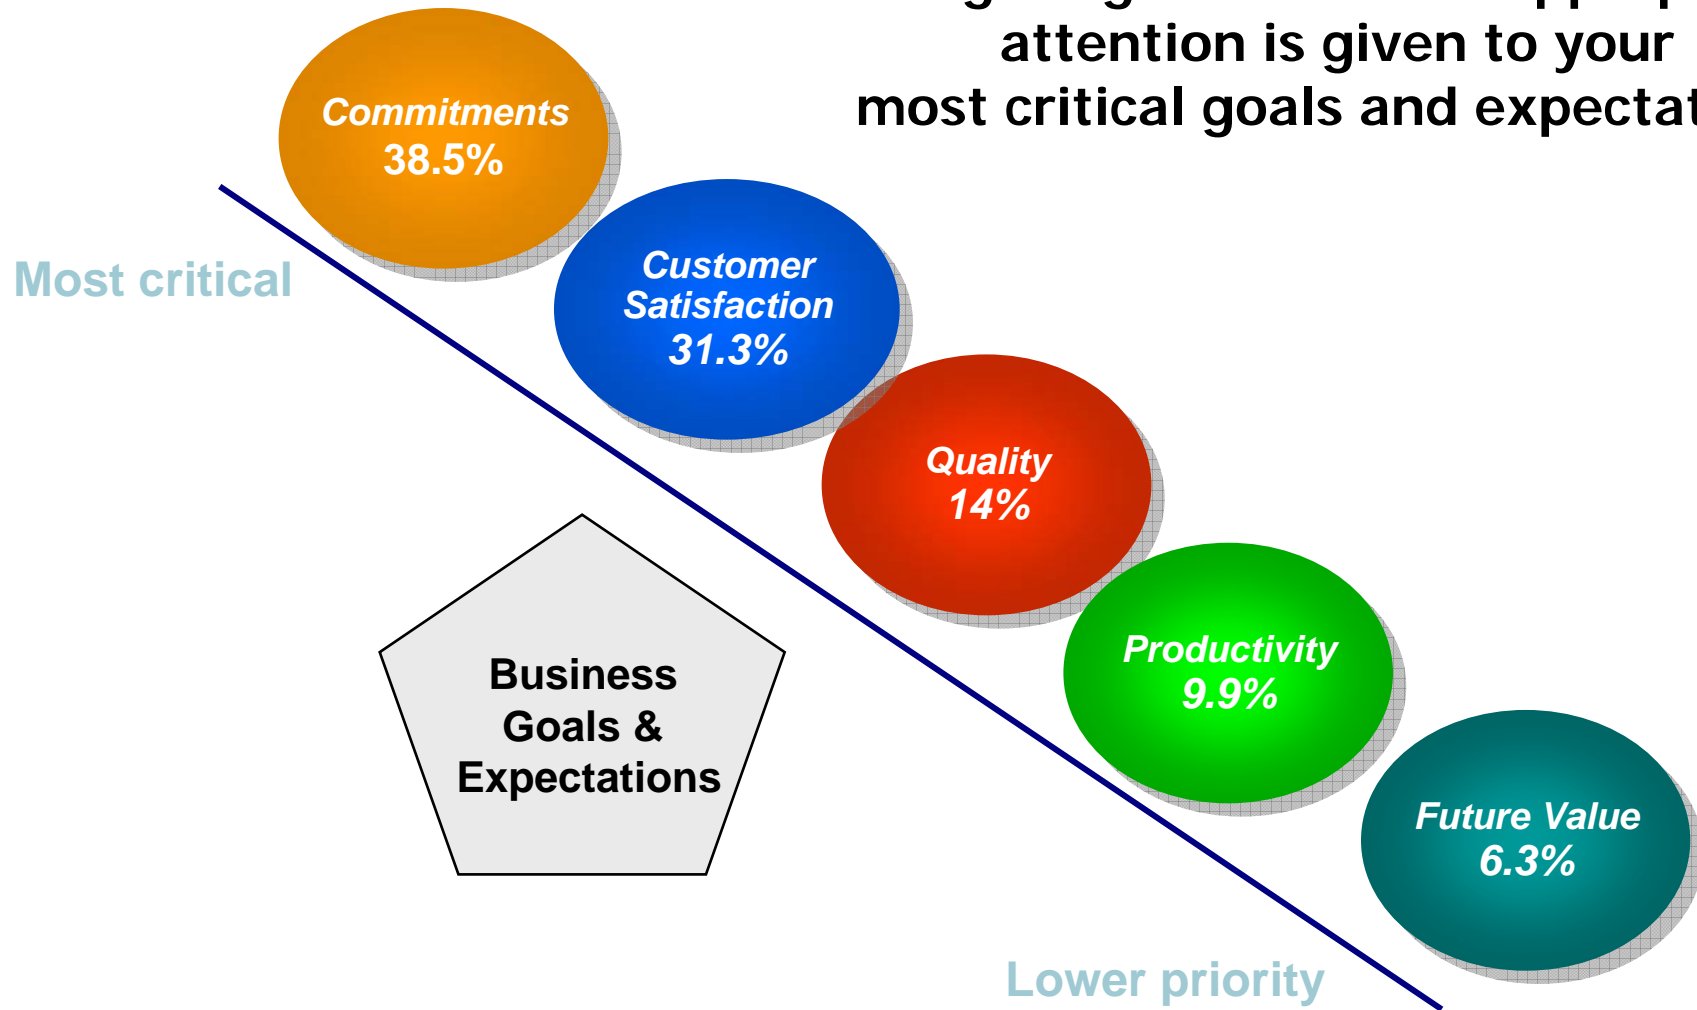 attention is given to your
most critical goals and
Commitments
38.5%
Most critical
Customer
Satisfaction
31.3%
Quality
14%
Business
Goals &
Expectations
Productivity
9.9%
Future Value
6.3%
Lower priority